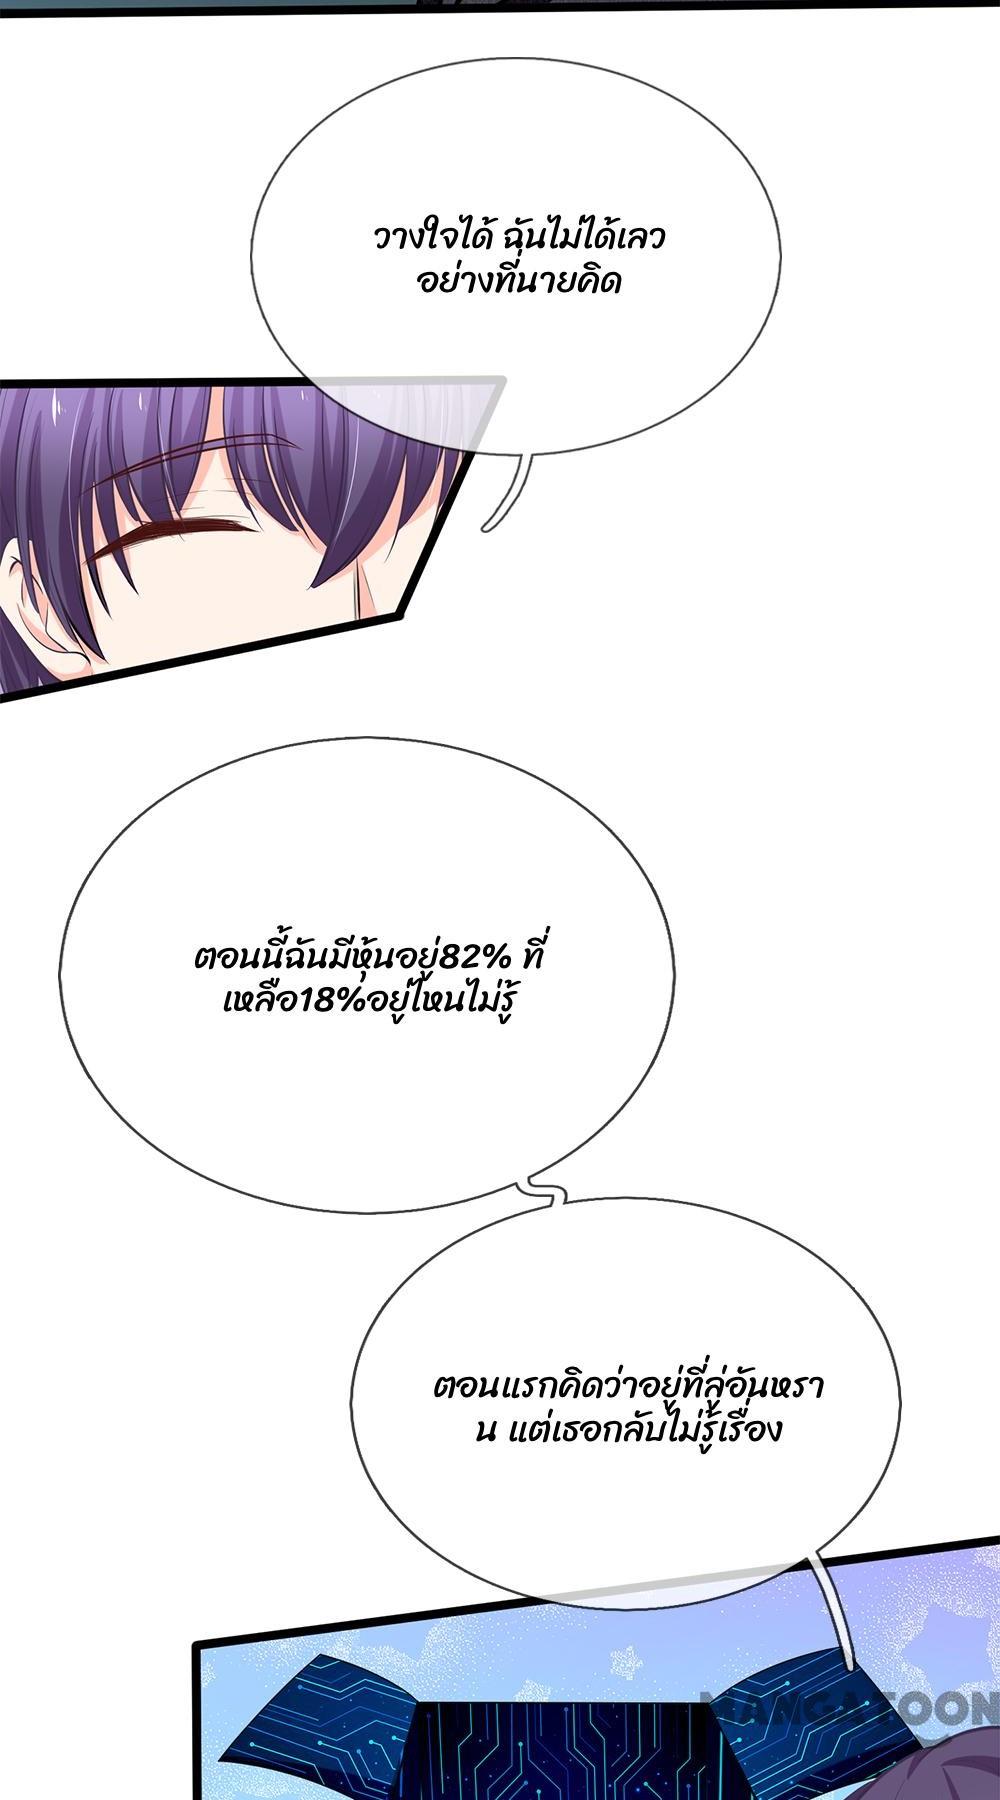 วางใจได้ ฉันไม่ได้เลว
อย่างที่นายคิด
ตอนนี้ฉันมีหุ้นอยู่82% ที่
เหลือ18%อยู่ไหนไม่รู้
ตอนแรกคิดว่าอยู่ที่ลู่อันหรา
น แต่เธอกลับไม่รู้เรื่อง
MANGATOON